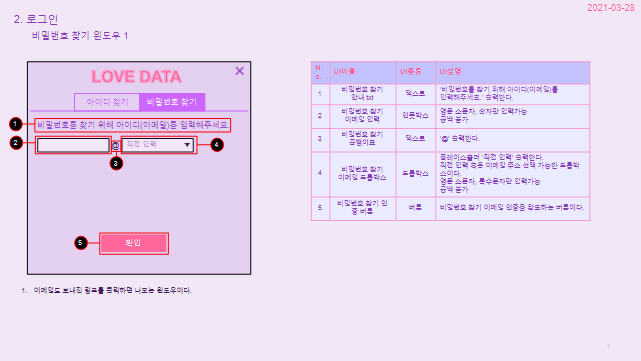 2021-03-28
2. 로그인
비밀번호 찾기 윈도우 1
LOVE DATA
아이디 찾기 비밀번호 찾기
1 비밀번호를 찾기 위해 아이디(이메일)를 입력해주세요.
2 @ 직접 입력 4
3
5 확인
1. 이메일로 보내진 링크를 클릭하면 나오는 윈도우이다.
No. UI이름 UI종류 UI설명
1 비밀번호 찾기 안내 txt 텍스트 '비밀번호를 찾기 위해 아이디(이메일)를
입력해주세요.' 출력한다.
2 비밀번호 찾기 이메일 입력 인풋박스 영문 소문자, 숫자만 입력가능
공백 불가
3 비밀번호 찾기 골뱅이표 텍스트 '@' 출력한다.
4 비밀번호 찾기 이메일 드롭박스 드롭박스 플레이스홀더 '직접 입력' 출력한다.
직접 입력 혹은 이메일 주소 선택 가능한 드롭박
스이다.
영문 소문자, 특수문자만 입력가능
공백 불가
5 비밀번호 찾기 인증 버튼 버튼 비밀번호 찾기 이메일 인증을 완료하는 버튼이다.
1